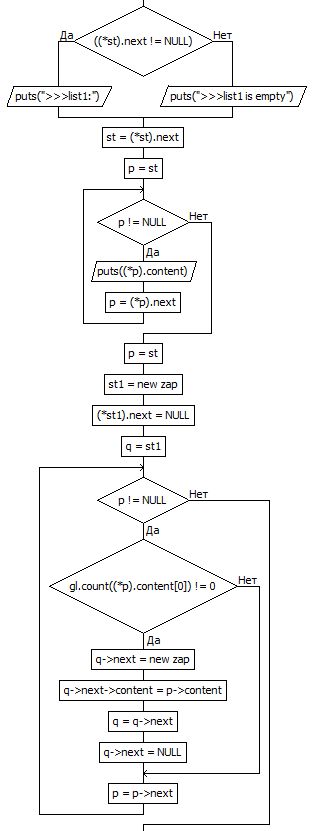 ((*st).next != NULL)
Да
Нет
puts(">>>list1:")
puts(">>>list1 is empty")
st = (*st).next
p = st
p != NULL
Нет
Да
puts((*p).content)
p = (*p).next
p = st
st1 = new zap
(*st1).next = NULL
q = st1
p != NULL
Нет
Да
gl.count((*p).content[0]) != 0
Нет
Да
q->next = new zap
q->next->content = p->content
q = q->next
q->next = NULL
p = p->next